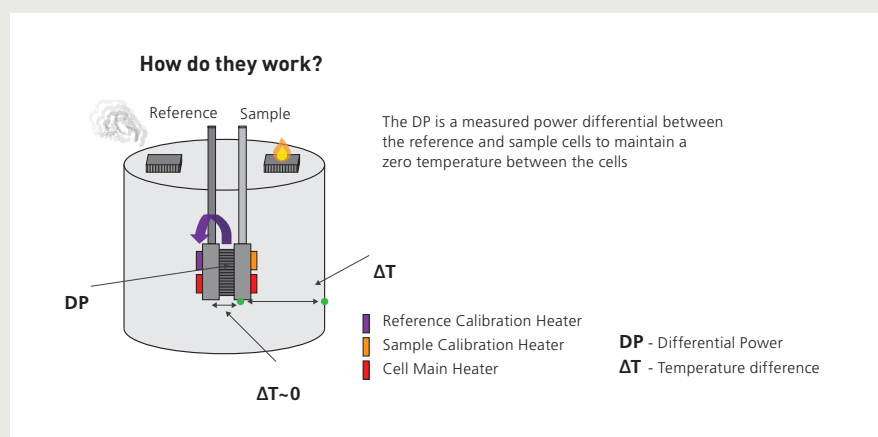 How do they work?
Reference
Sample
The DP is a measured power differential between
the reference and sample cells to maintain a
zero temperature between the cells
ΔT
DP
Reference Calibration Heater
Sample Calibration Heater
Cell Main Heater
DP - Differential Power
ΔT - Temperature difference
ΔT~0